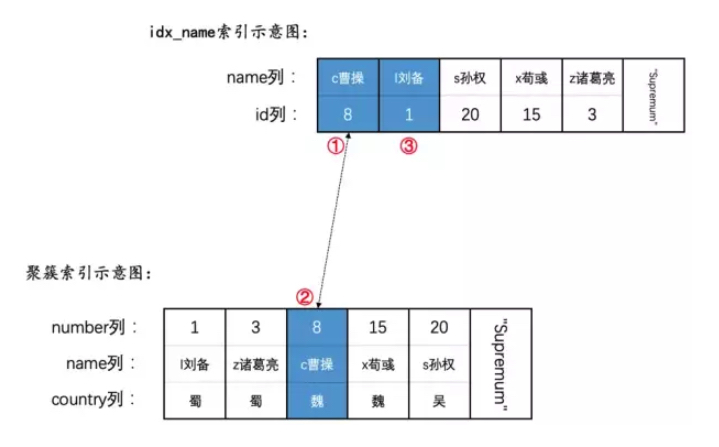 idx_name索引示意图：
name列： c曹操 l刘备 s孙权 x荀彧 z诸葛亮 "Supremum"
id列： 8 1 20 15 3
① ③
聚簇索引示意图：
②
number列： 1 3 8 15 20 "Supremum"
name列： l刘备 z诸葛亮 c曹操 x荀彧 s孙权
country列： 蜀 蜀 魏 魏 吴